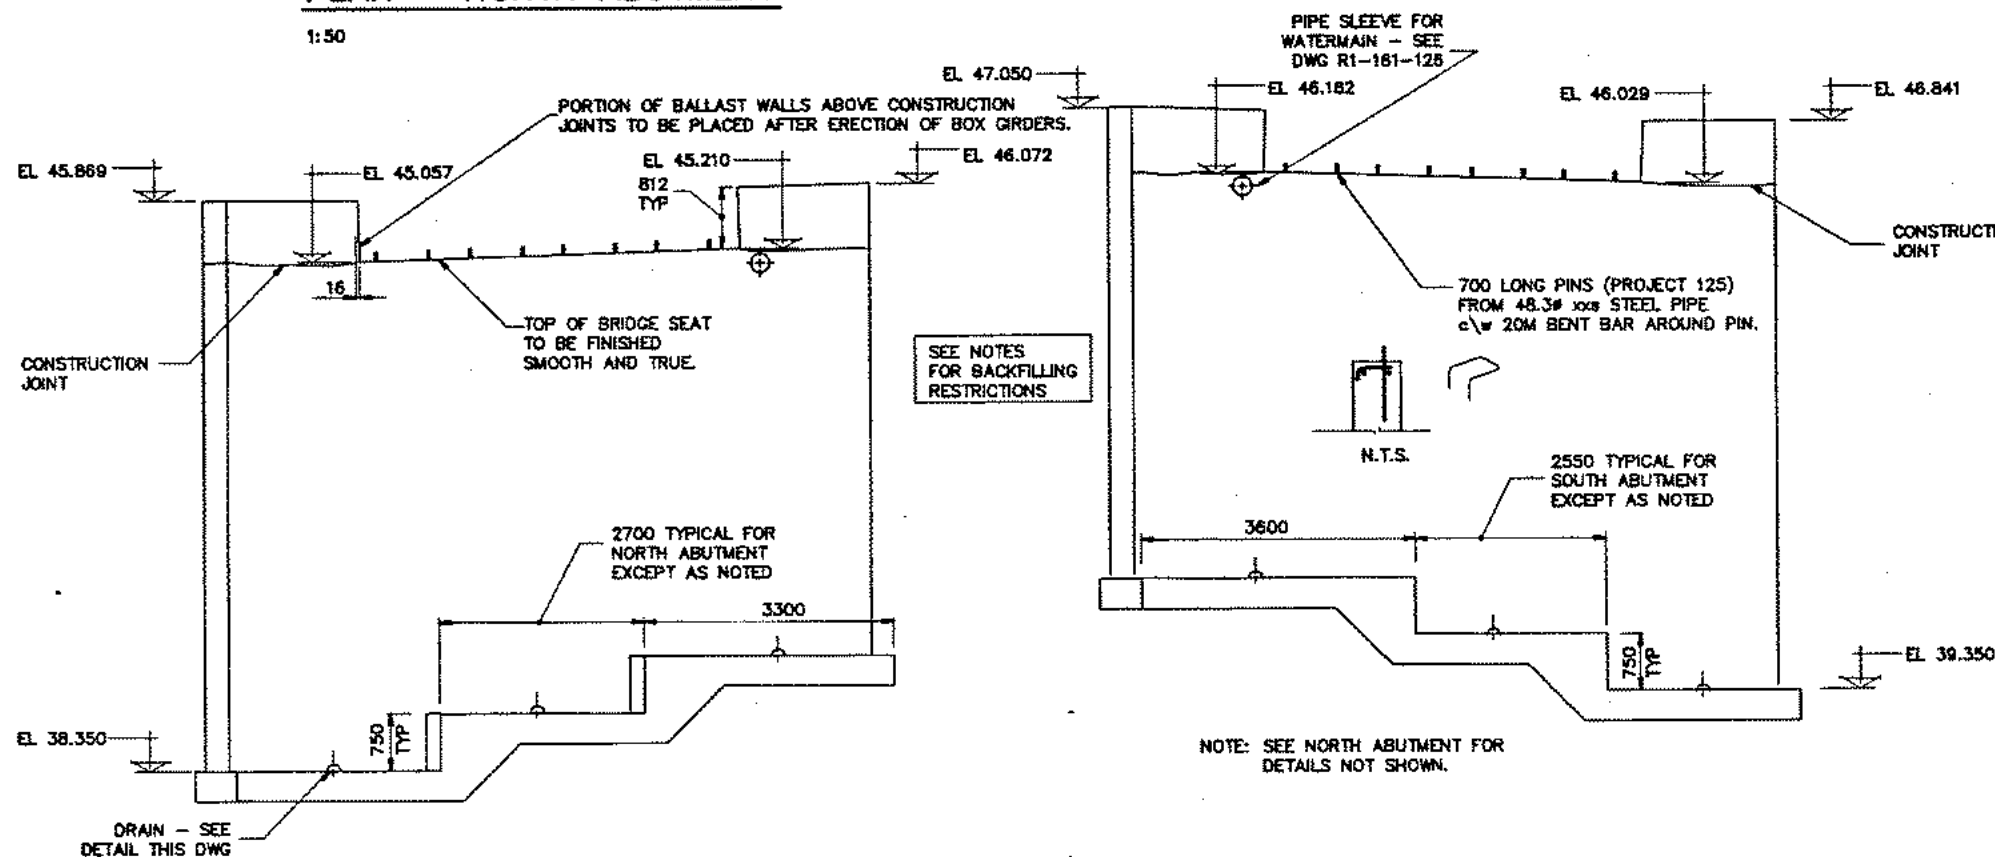 1:50
PIPE SLEEVE FOR
WATERMAIN – SEE
DWG R1-161-126
EL 47.050
EL 46.182
EL 46.029
EL 46.841
PORTION OF BALLAST WALLS ABOVE CONSTRUCTION
JOINTS TO BE PLACED AFTER ERECTION OF BOX GIRDERS.
EL 45.869
EL 45.057
EL 45.210
EL 46.072
812
TYP
16
CONSTRUCTION
JOINT
TOP OF BRIDGE SEAT
TO BE FINISHED
SMOOTH AND TRUE.
SEE NOTES
FOR BACKFILLING
RESTRICTIONS
CONSTRUCTI
JOINT
700 LONG PINS (PROJECT 125)
FROM 48.3ø xxs STEEL PIPE
c\w 20M BENT BAR AROUND PIN.
N.T.S.
2700 TYPICAL FOR
NORTH ABUTMENT
EXCEPT AS NOTED
3300
2550 TYPICAL FOR
SOUTH ABUTMENT
EXCEPT AS NOTED
3600
750
TYP
EL 38.350
750
TYP
EL 39.350
NOTE: SEE NORTH ABUTMENT FOR
DETAILS NOT SHOWN.
DRAIN – SEE
DETAIL THIS DWG